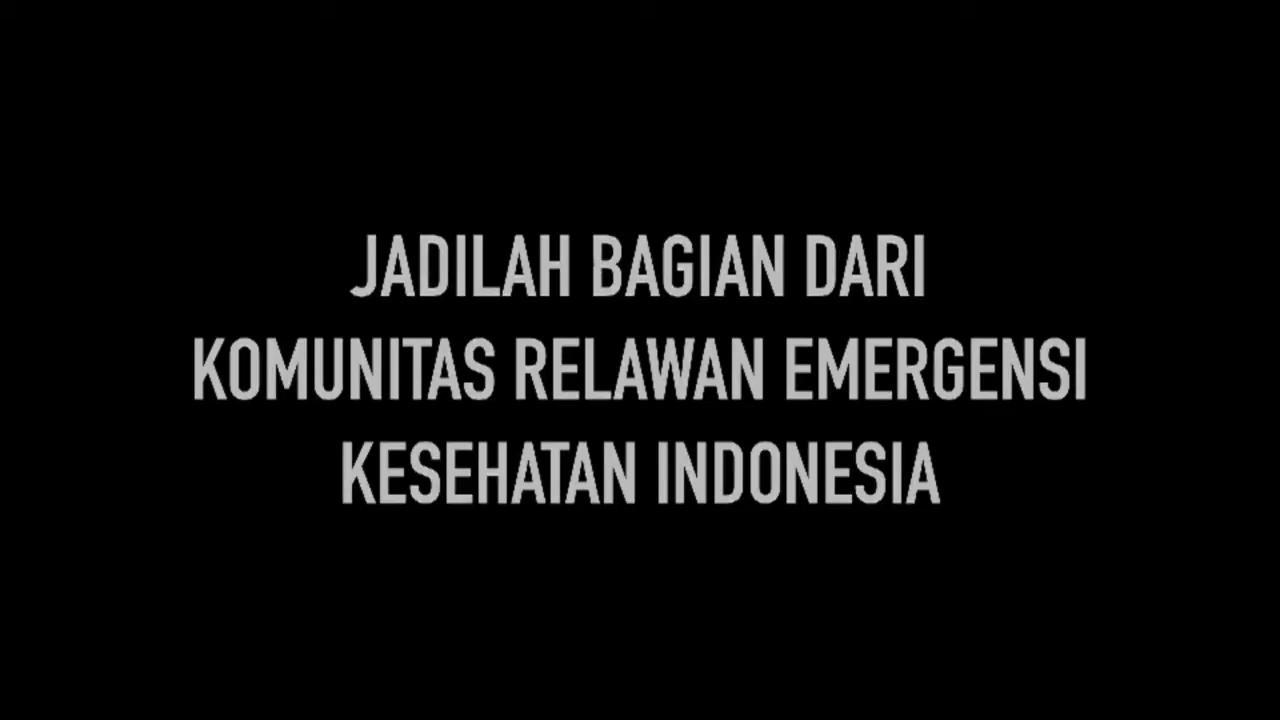 JADILAH BAGIAN DARI
KOMUNITAS RELAWAN EMERGENSI
KESEHATAN INDONESIA